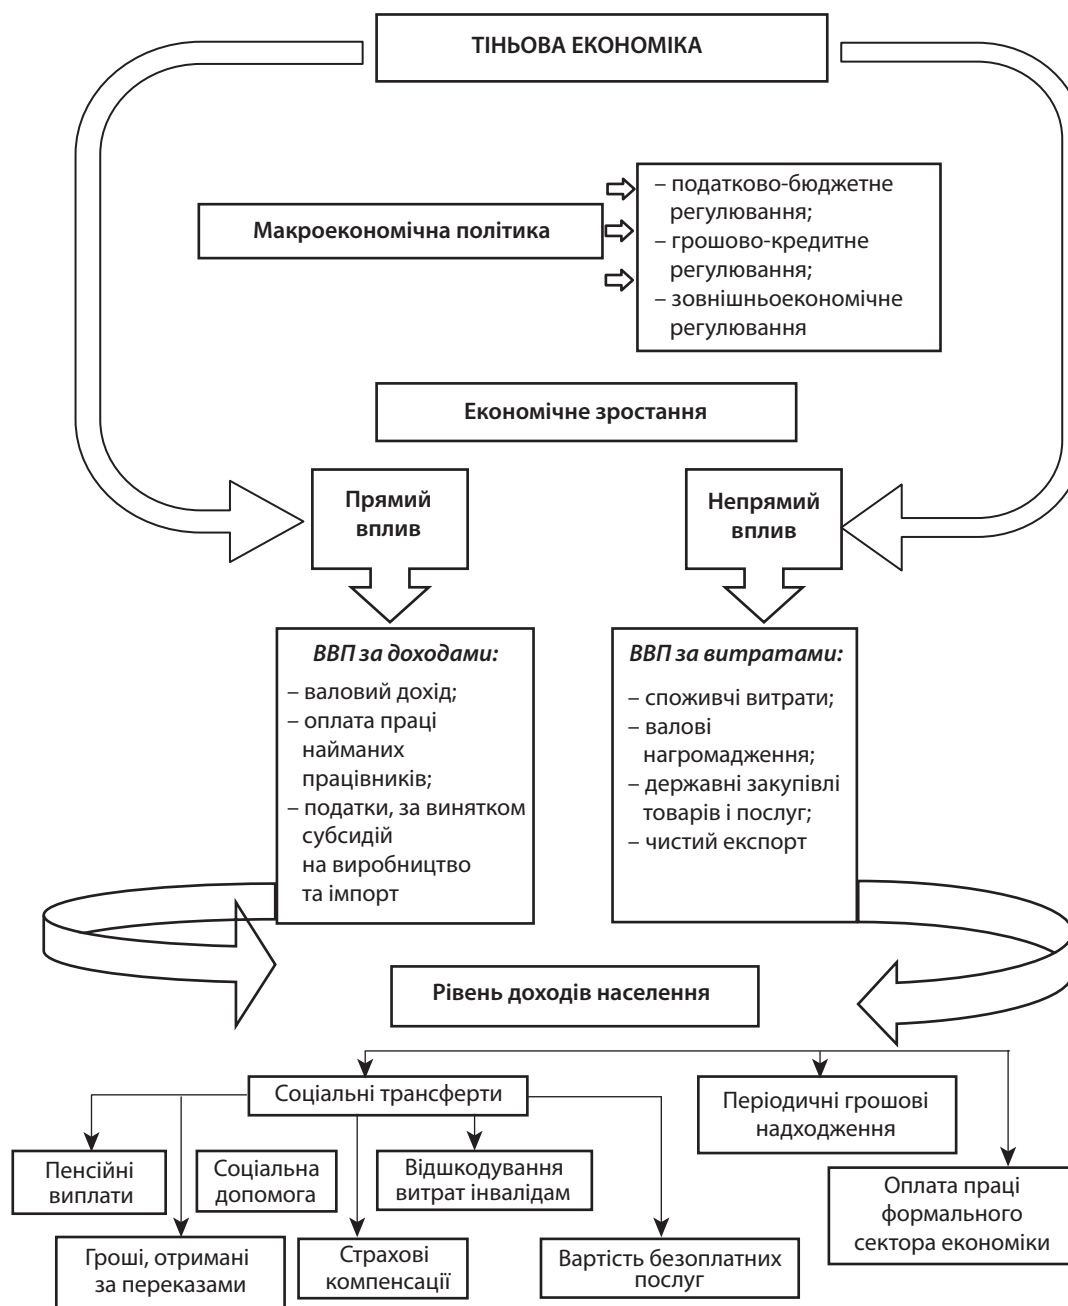 ТІНЬОВА ЕКОНОМІКА
Макроекономічна політика
– податково-бюджетне
регулювання;
– грошово-кредитне
регулювання;
– зовнішньоекономічне
регулювання
Економічне зростання
Прямий
вплив
Непрямий
вплив
ВВП за доходами:
– валовий дохід;
– оплата праці
найманих
працівників;
– податки, за винятком
субсидій
на виробництво
та імпорт
ВВП за витратами:
– споживчі витрати;
– валові
нагромадження;
– державні закупівлі
товарів і послуг;
– чистий експорт
Рівень доходів населення
Соціальні трансферти
Періодичні грошові
надходження
Пенсійні
виплати
Соціальна
допомога
Відшкодування
витрат інвалідам
Оплата праці
формального
сектора економіки
Гроші, отримані
за переказами
Страхові
компенсації
Вартість безоплатних
послуг